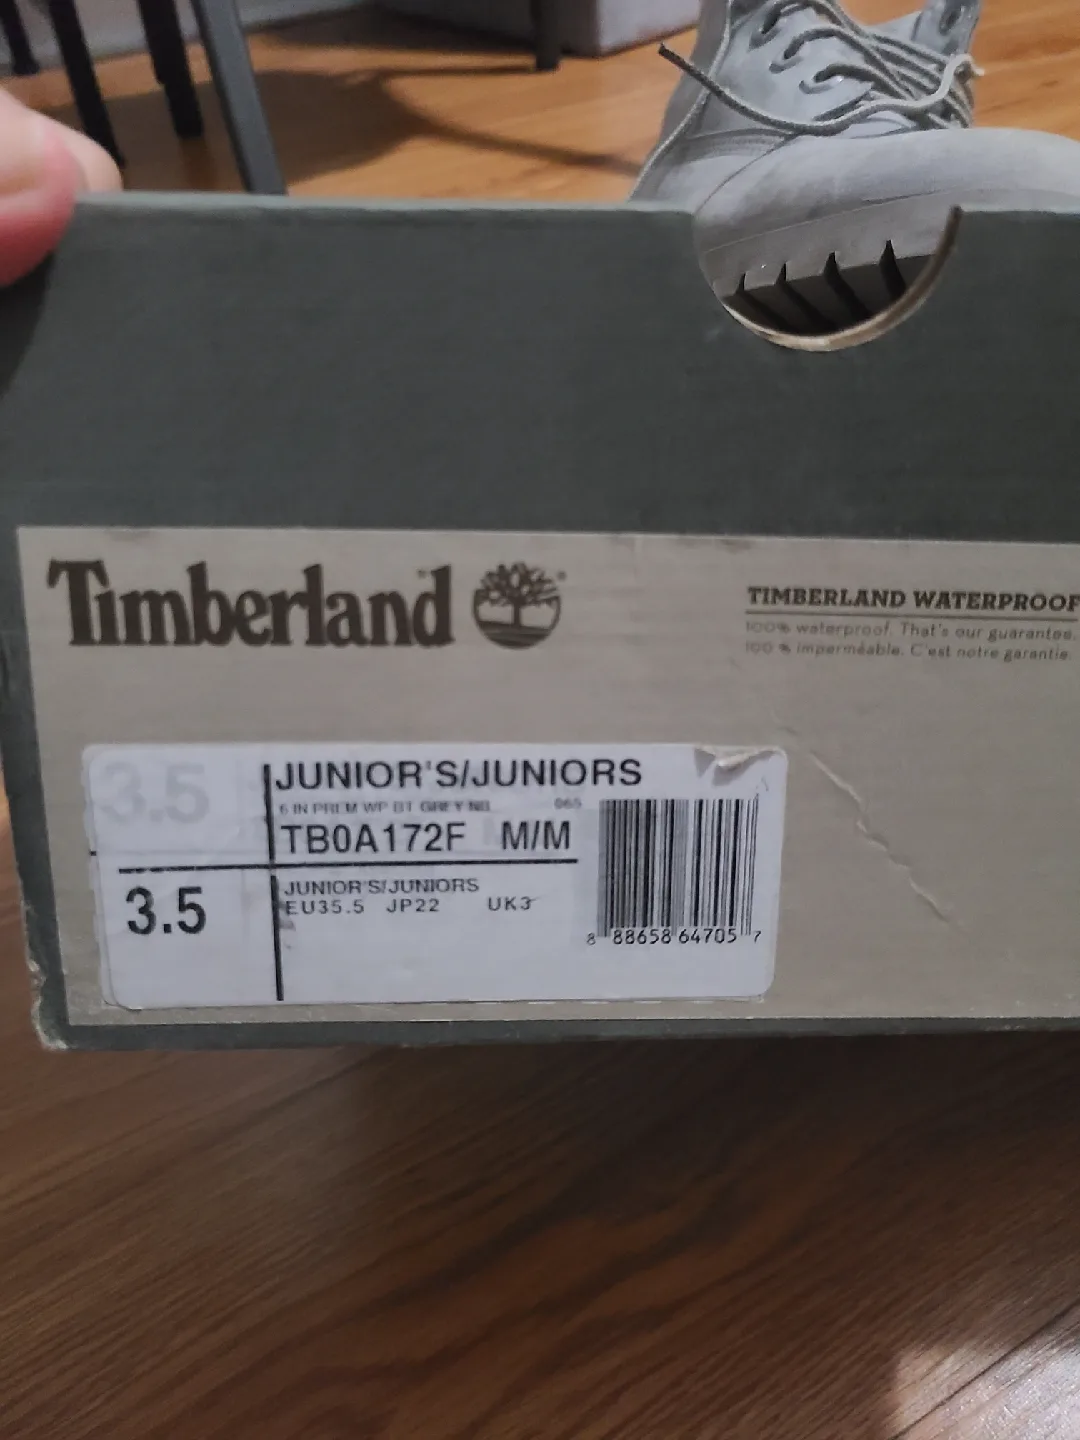 Timberland
TIMBERLAND WATERPROOF
100% waterproof. That's our guarantee.
100 % imperméable. C'est notre garantie.
3.5
JUNIOR'S/JUNIORS
6 IN PREM WP BT GREY NB 065
TB0A172F M/M
3.5
JUNIOR'S/JUNIORS
EU35.5 JP22 UK3
8 88658 64705 7